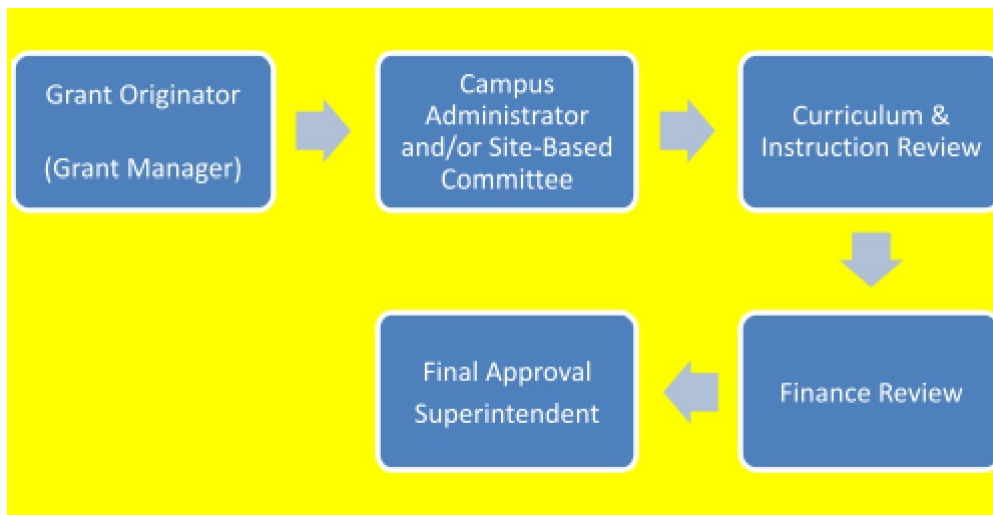 Grant Originator
(Grant Manager)
Campus
Administrator
and/or Site-Based
Committee
Curriculum &
Instruction Review
Finance Review
Final Approval
Superintendent